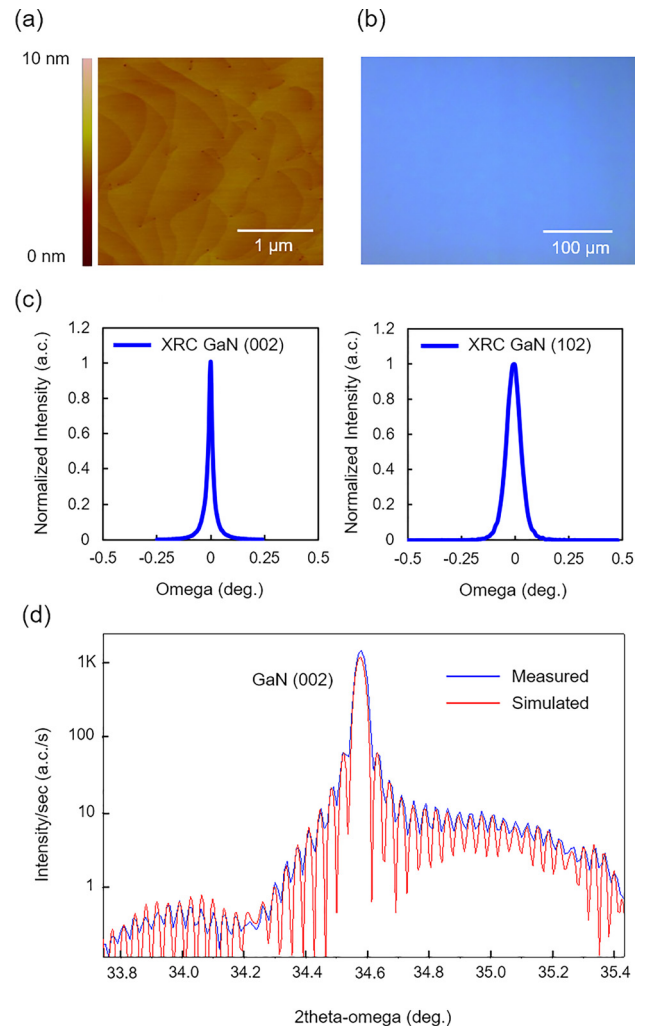 (a)
(b)
10 nm
0 nm
1 μm
100 μm
(c)
XRC GaN (002)
Normalized Intensity (a.c.)
1.2
1
0.8
0.6
0.4
0.2
0
-0.5
-0.25
0
0.25
0.5
Omega (deg.)
XRC GaN (102)
Normalized Intensity (a.c.)
1.2
1
0.8
0.6
0.4
0.2
0
-0.5
-0.25
0
0.25
0.5
Omega (deg.)
(d)
GaN (002)
Measured
Simulated
Intensity/sec (a.c./s)
1K
100
10
1
33.8
34.0
34.2
34.4
34.6
34.8
35.0
35.2
35.4
2theta-omega (deg.)